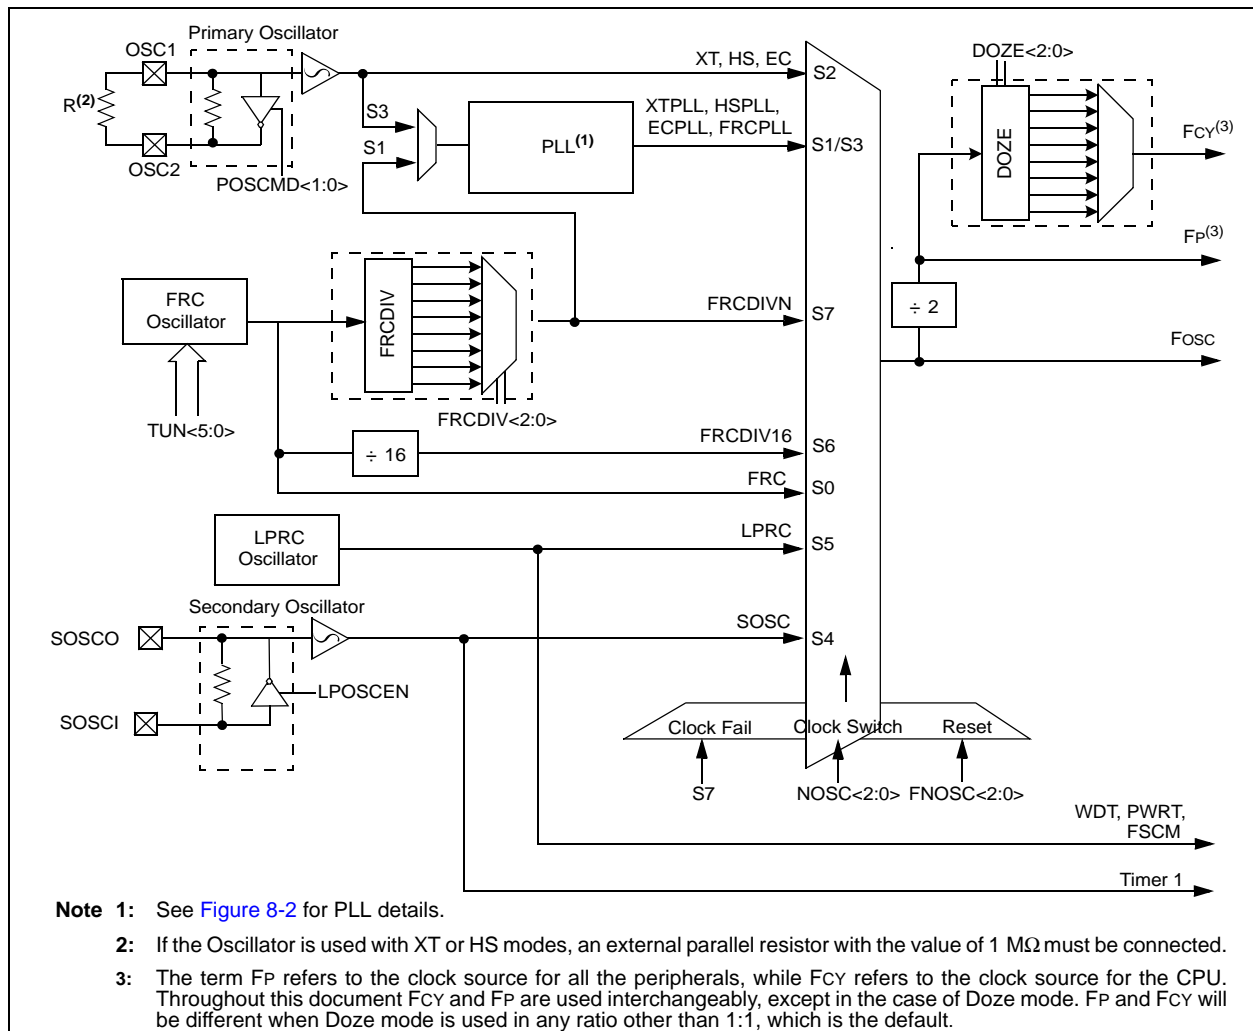 Primary Oscillator
DOZE<2:0>
OSC1
XT, HS, EC
S2
R(2)
S3
XTPLL, HSPLL,
ECPLL, FRCPLL
PLL(1)
S1/S3
DOZE
FCY(3)
S1
OSC2
POSCMD<1:0>
FP(3)
FRC
Oscillator
FRCDIV
FRCDIVN
S7
÷ 2
FOSC
TUN<5:0>
FRCDIV<2:0>
FRCDIV16
÷ 16
S6
FRC
S0
LPRC
Oscillator
LPRC
S5
Secondary Oscillator
SOSCO
SOSC
S4
LPOSCEN
SOSCI
Clock Fail
Clock Switch
Reset
S7
NOSC<2:0>
FNOSC<2:0>
WDT, PWRT,
FSCM
Timer 1
Note 1: See Figure 8-2 for PLL details.
2: If the Oscillator is used with XT or HS modes, an external parallel resistor with the value of 1 MΩ must be connected.
3: The term FP refers to the clock source for all the peripherals, while FCY refers to the clock source for the CPU.
Throughout this document FCY and FP are used interchangeably, except in the case of Doze mode. FP and FCY will
be different when Doze mode is used in any ratio other than 1:1, which is the default.